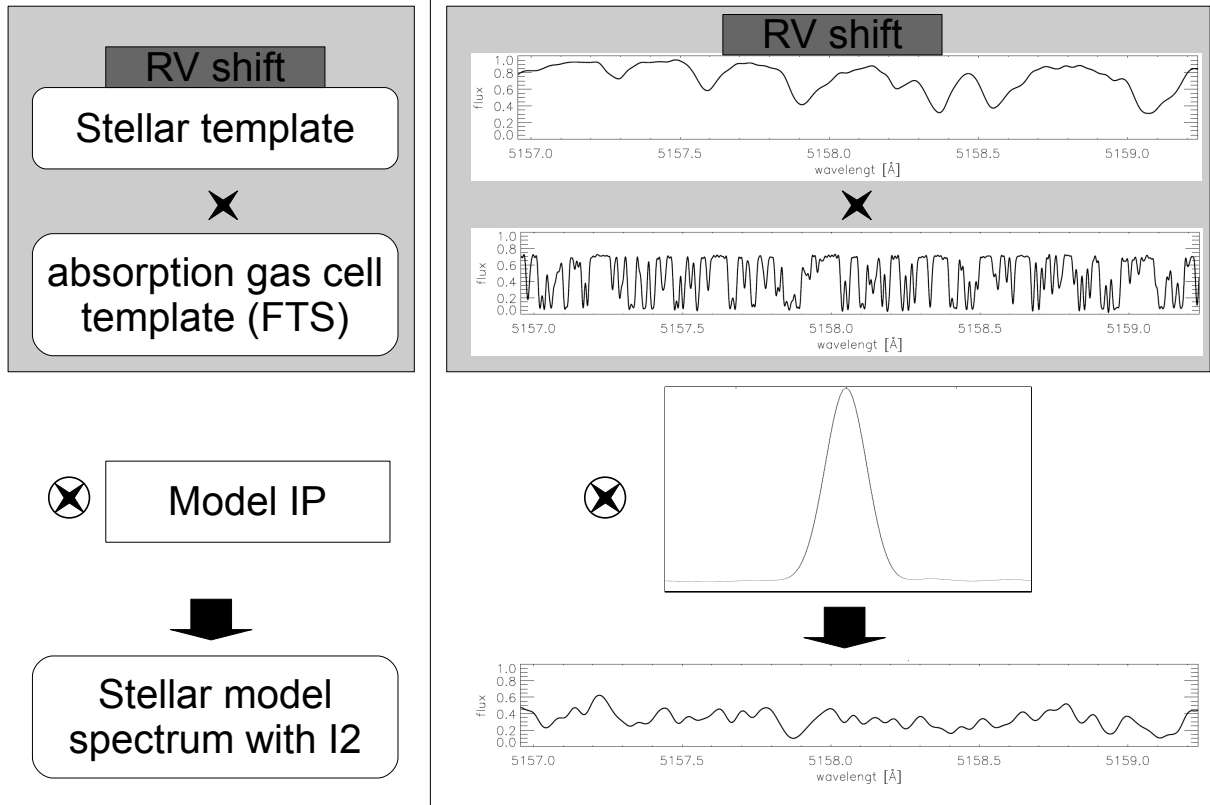 RV shift
Stellar template
absorption gas cell
template (FTS)
Model IP
Stellar model
spectrum with I2
RV shift
flux
1.0
0.8
0.6
0.4
0.2
0.0
5157.0 5157.5 5158.0 5158.5 5159.0
wavelengt [Å]
flux
1.0
0.8
0.6
0.4
0.2
0.0
5157.0 5157.5 5158.0 5158.5 5159.0
wavelengt [Å]
flux
1.0
0.8
0.6
0.4
0.2
0.0
5157.0 5157.5 5158.0 5158.5 5159.0
wavelengt [Å]